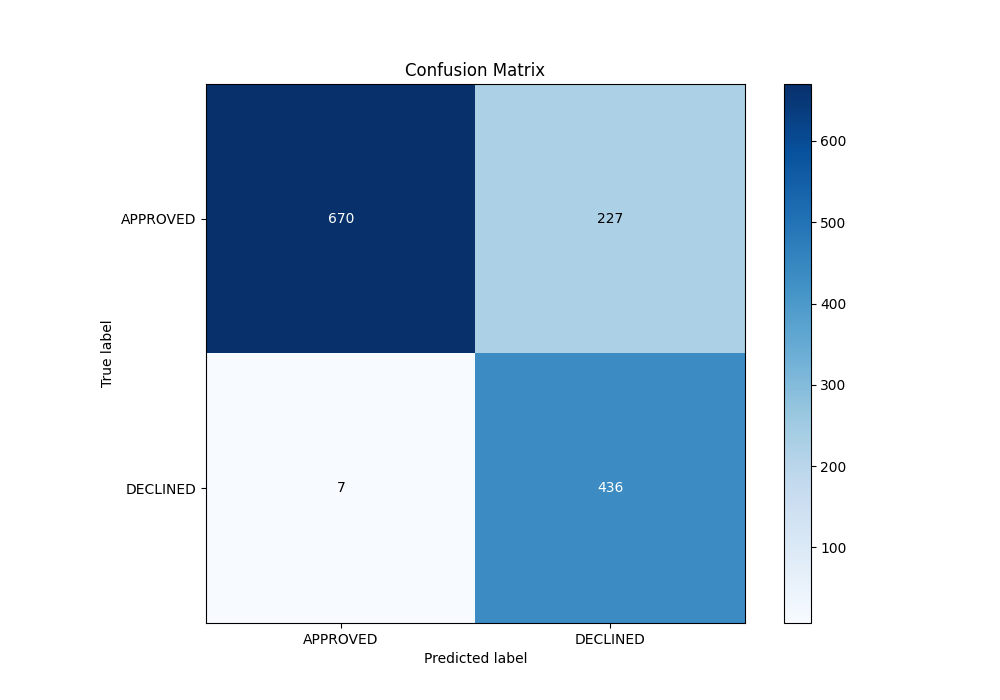 Confusion Matrix
600
500
400
300
200
100
APPROVED
670
227
True label
DECLINED
7
436
APPROVED
DECLINED
Predicted label